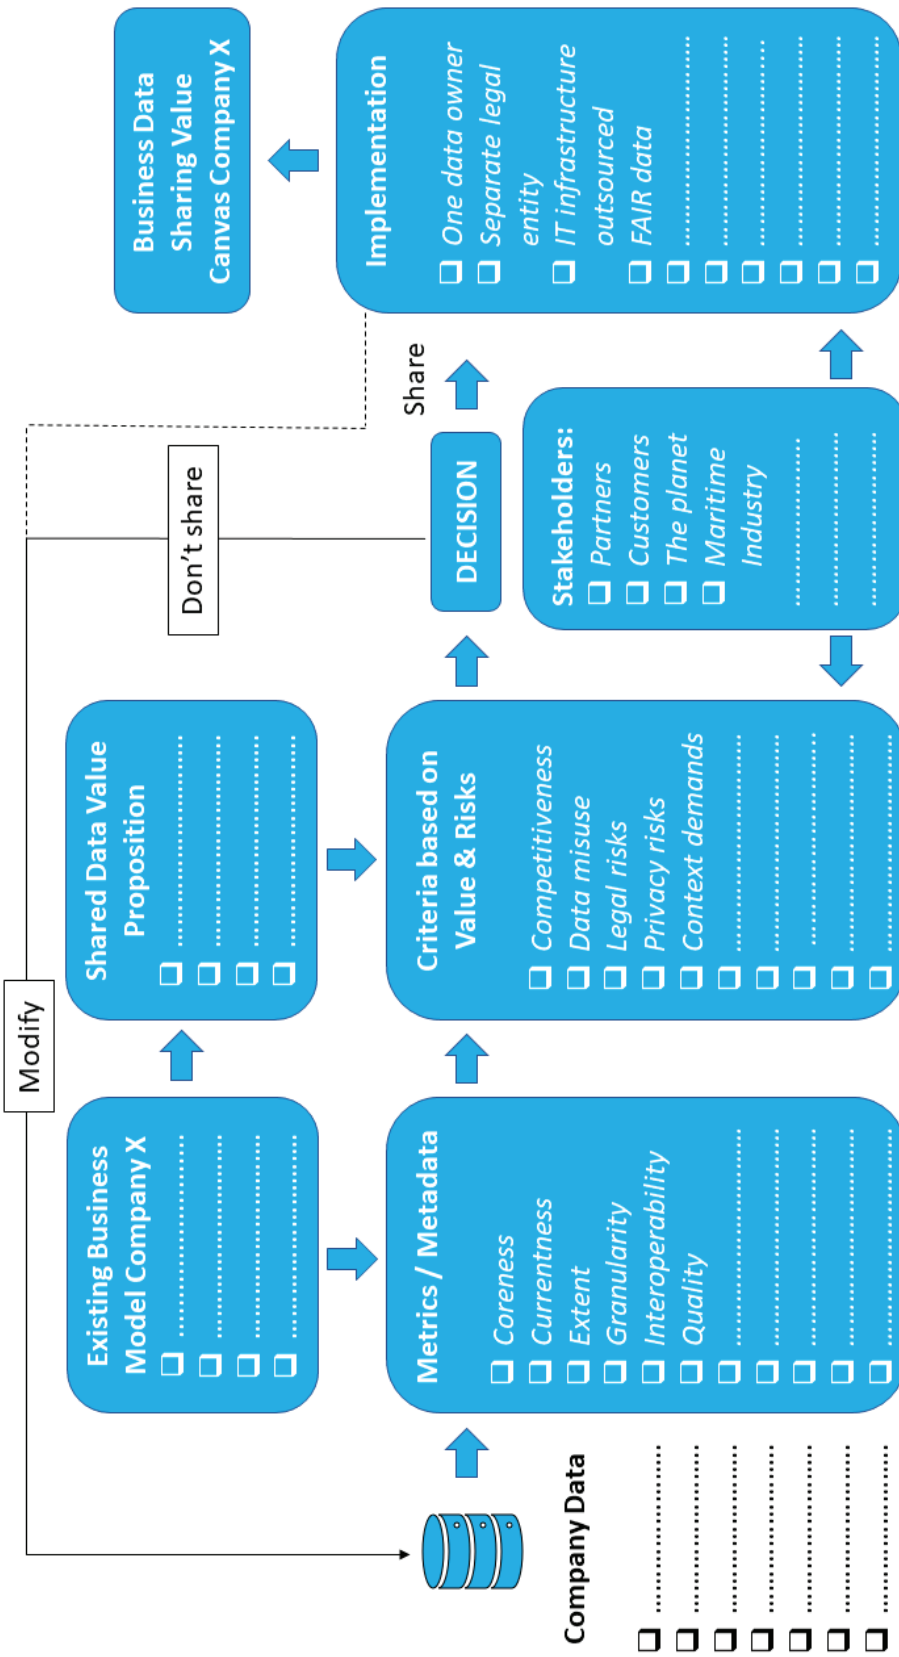 Modify
Don't share
Existing Business
Model Company X
❑ ..............................
❑ ..............................
❑ ..............................
❑ ..............................
Shared Data Value
Proposition
❑ ..............................
❑ ..............................
❑ ..............................
❑ ..............................
Business Data
Sharing Value
Canvas Company X
Company Data
❑ ........................
❑ ........................
❑ ........................
❑ ........................
❑ ........................
❑ ........................
❑ ........................
Metrics / Metadata
❑ Coreness
❑ Currentness
❑ Extent
❑ Granularity
❑ Interoperability
❑ Quality
❑ ..............................
❑ ..............................
❑ ..............................
❑ ..............................
❑ ..............................
Criteria based on
Value & Risks
❑ Competitiveness
❑ Data misuse
❑ Legal risks
❑ Privacy risks
❑ Context demands
❑ ..............................
❑ ..............................
❑ ..............................
❑ ..............................
❑ ..............................
DECISION
Share
Stakeholders:
❑ Partners
❑ Customers
❑ The planet
❑ Maritime
Industry
........................
........................
........................
Implementation
❑ One data owner
❑ Separate legal
entity
❑ IT infrastructure
outsourced
❑ FAIR data
❑ ..............................
❑ ..............................
❑ ..............................
❑ ..............................
❑ ..............................
❑ ..............................